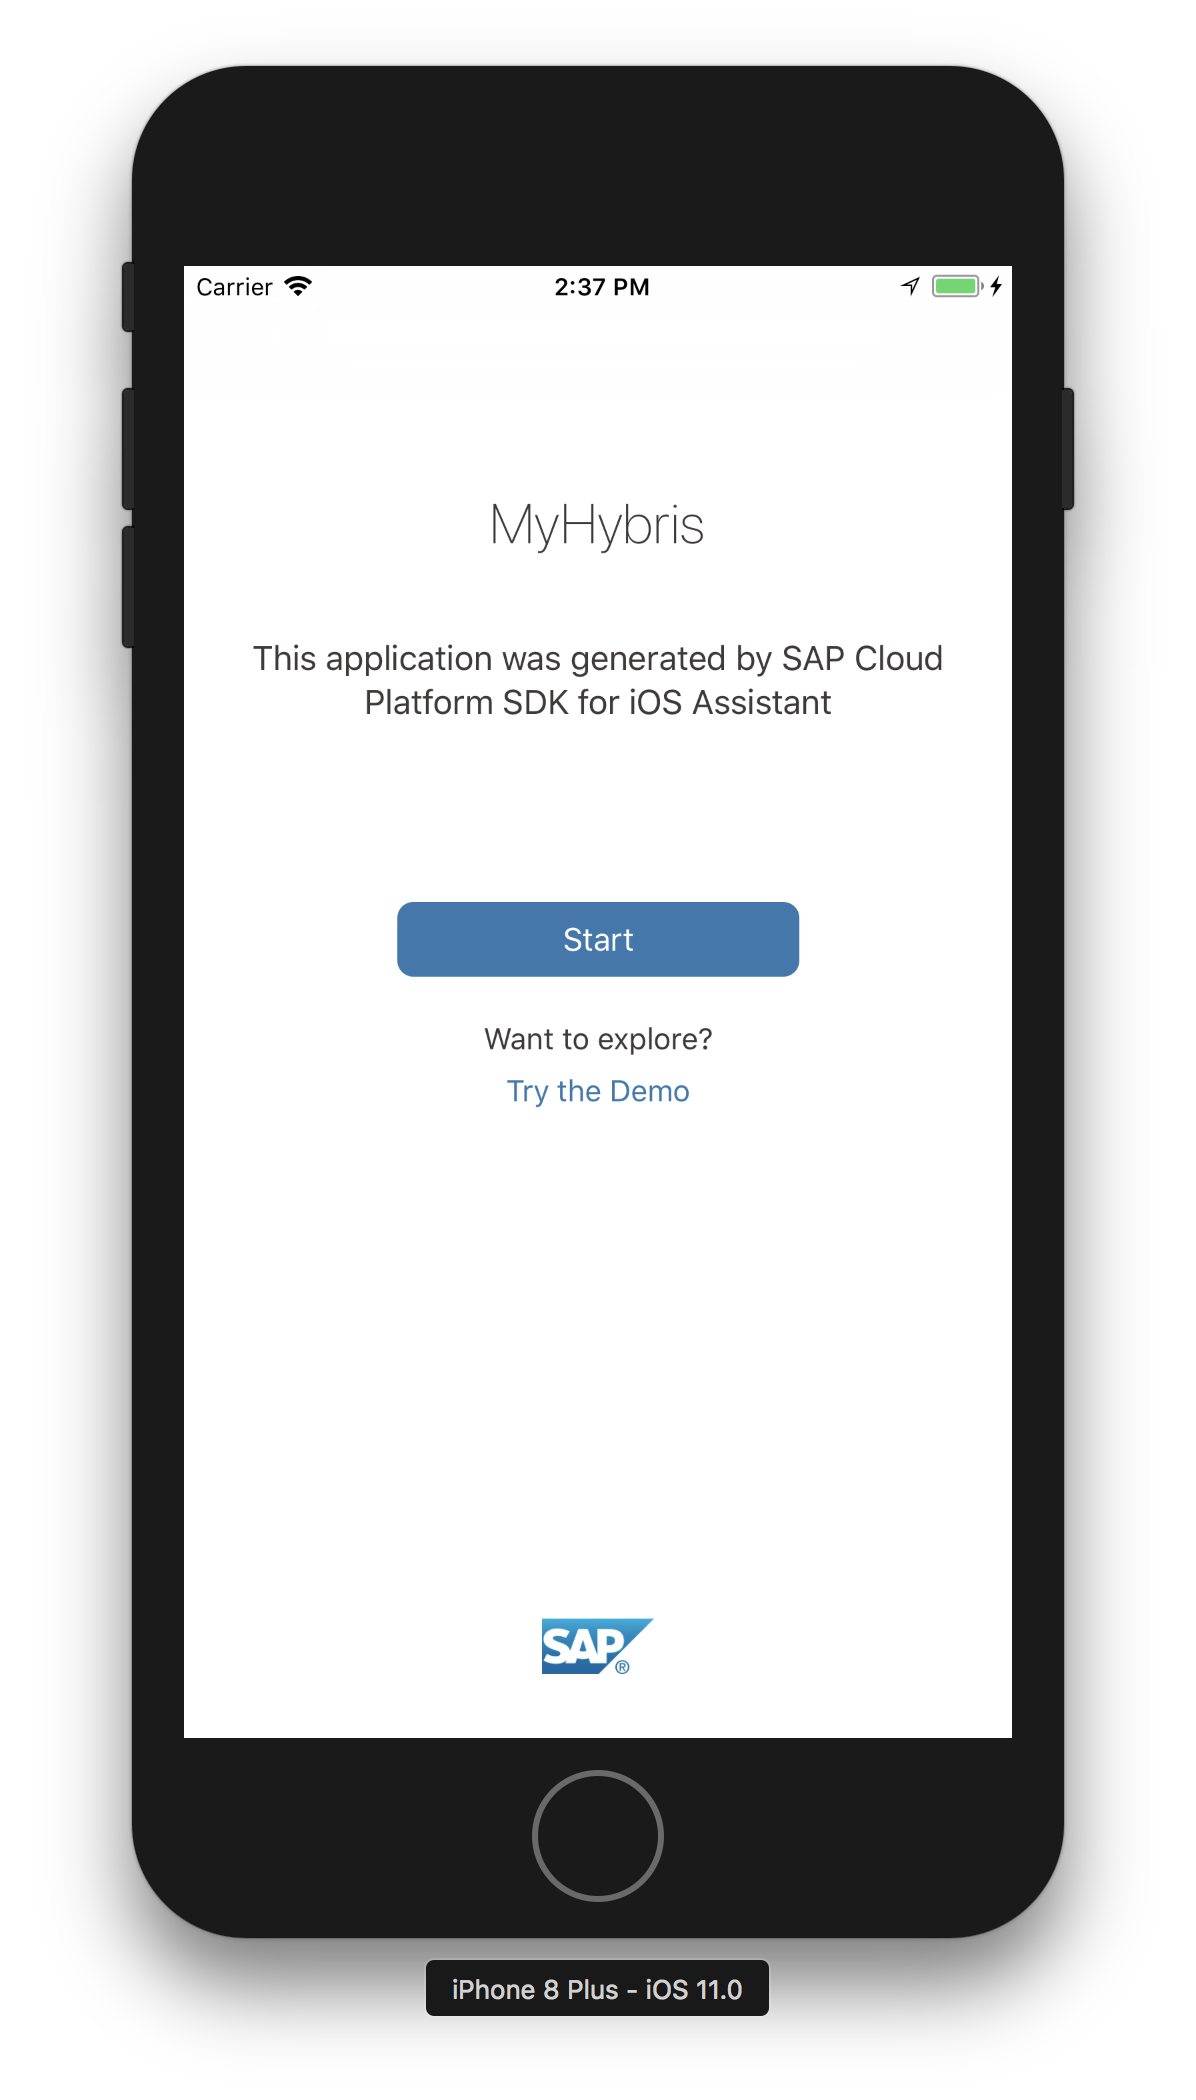 Carrier 2:37 PM
MyHybris
This application was generated by SAP Cloud
Platform SDK for iOS Assistant
Start
Want to explore?
Try the Demo
SAP®
iPhone 8 Plus - iOS 11.0